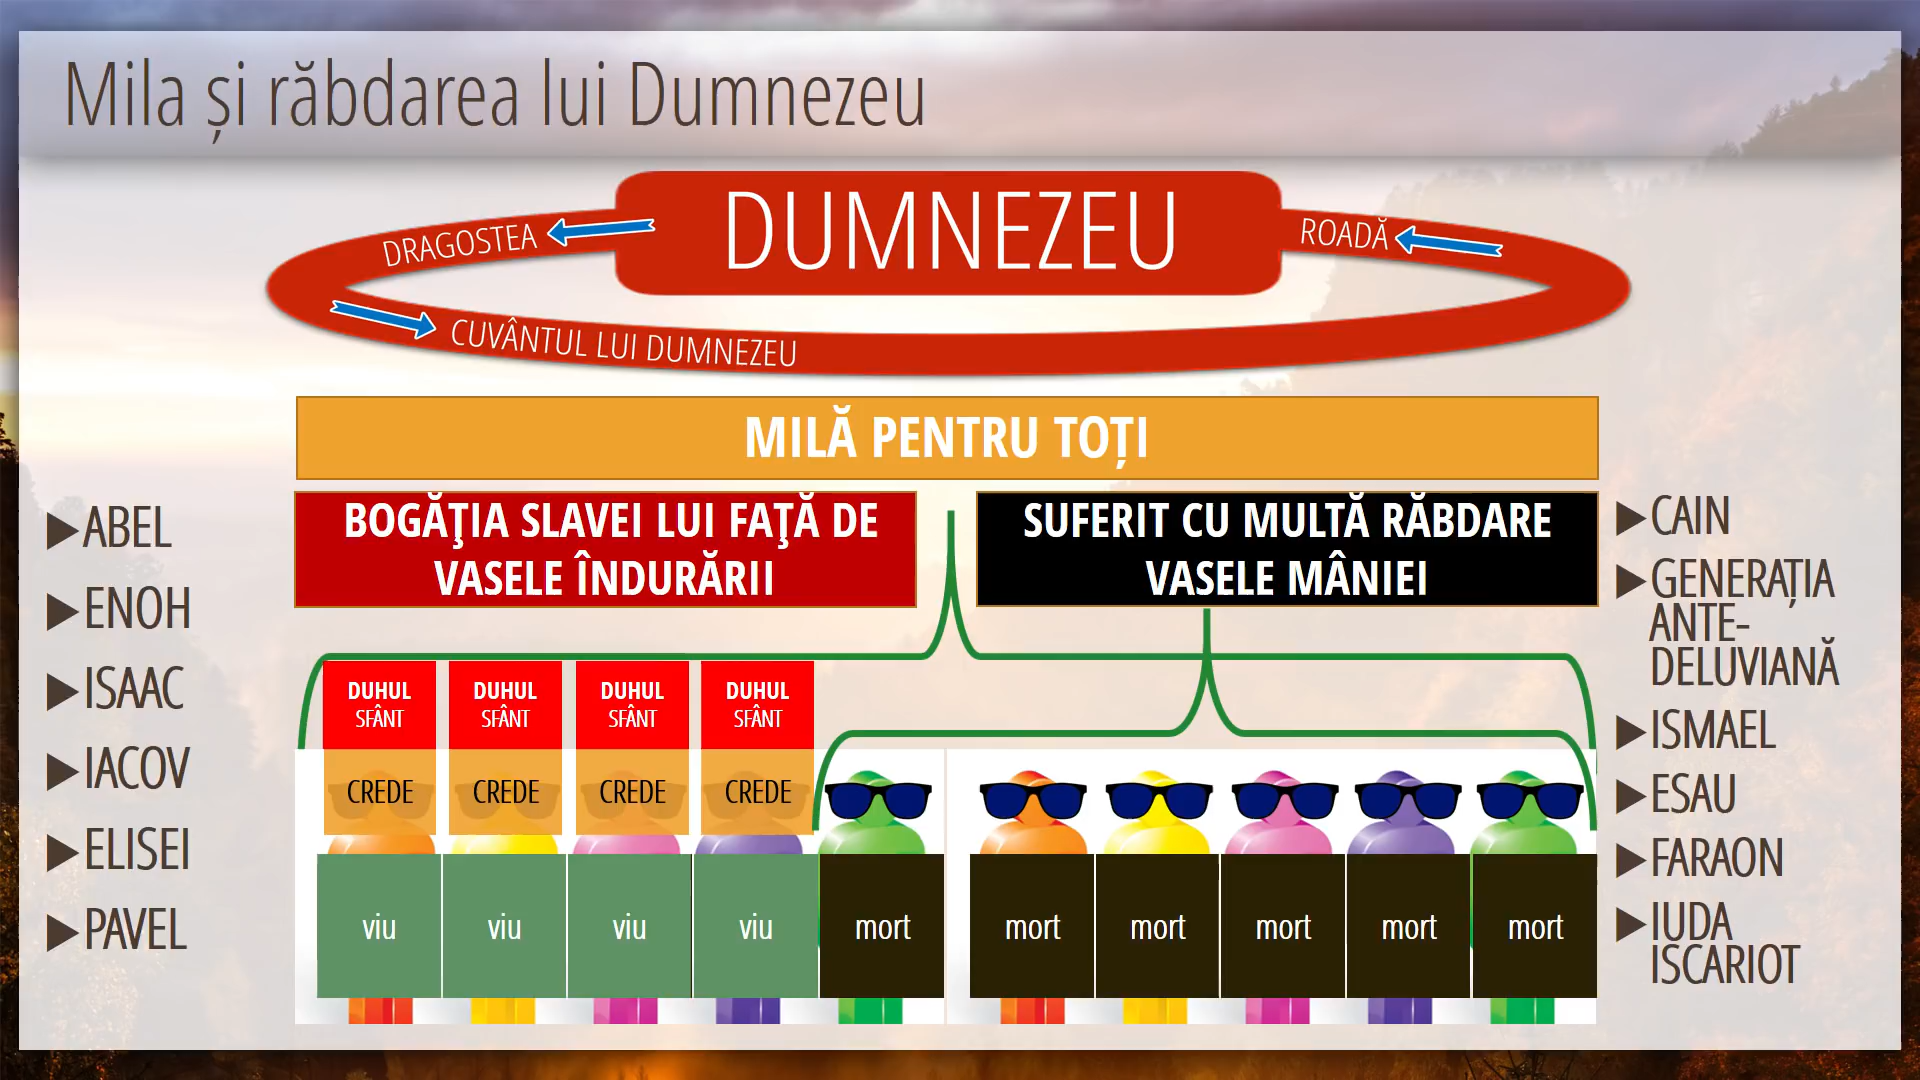 Mila și răbdarea lui Dumnezeu
DUMNEZEU
DRAGOSTEA
ROADĂ
CUVÂNTUL LUI DUMNEZEU
MILĂ PENTRU TOȚI
BOGĂŢIA SLAVEI LUI FAŢĂ DE
VASELE ÎNDURĂRII
SUFERIT CU MULTĂ RĂBDARE
VASELE MÂNIEI
ABEL
ENOH
ISAAC
IACOV
ELISEI
PAVEL
CAIN
GENERAȚIA
ANTE-
DELUVIANĂ
ISMAEL
ESAU
FARAON
IUDA
ISCARIOT
DUHUL
SFÂNT
DUHUL
SFÂNT
DUHUL
SFÂNT
DUHUL
SFÂNT
CREDE
CREDE
CREDE
CREDE
viu
viu
viu
viu
mort
mort
mort
mort
mort
mort